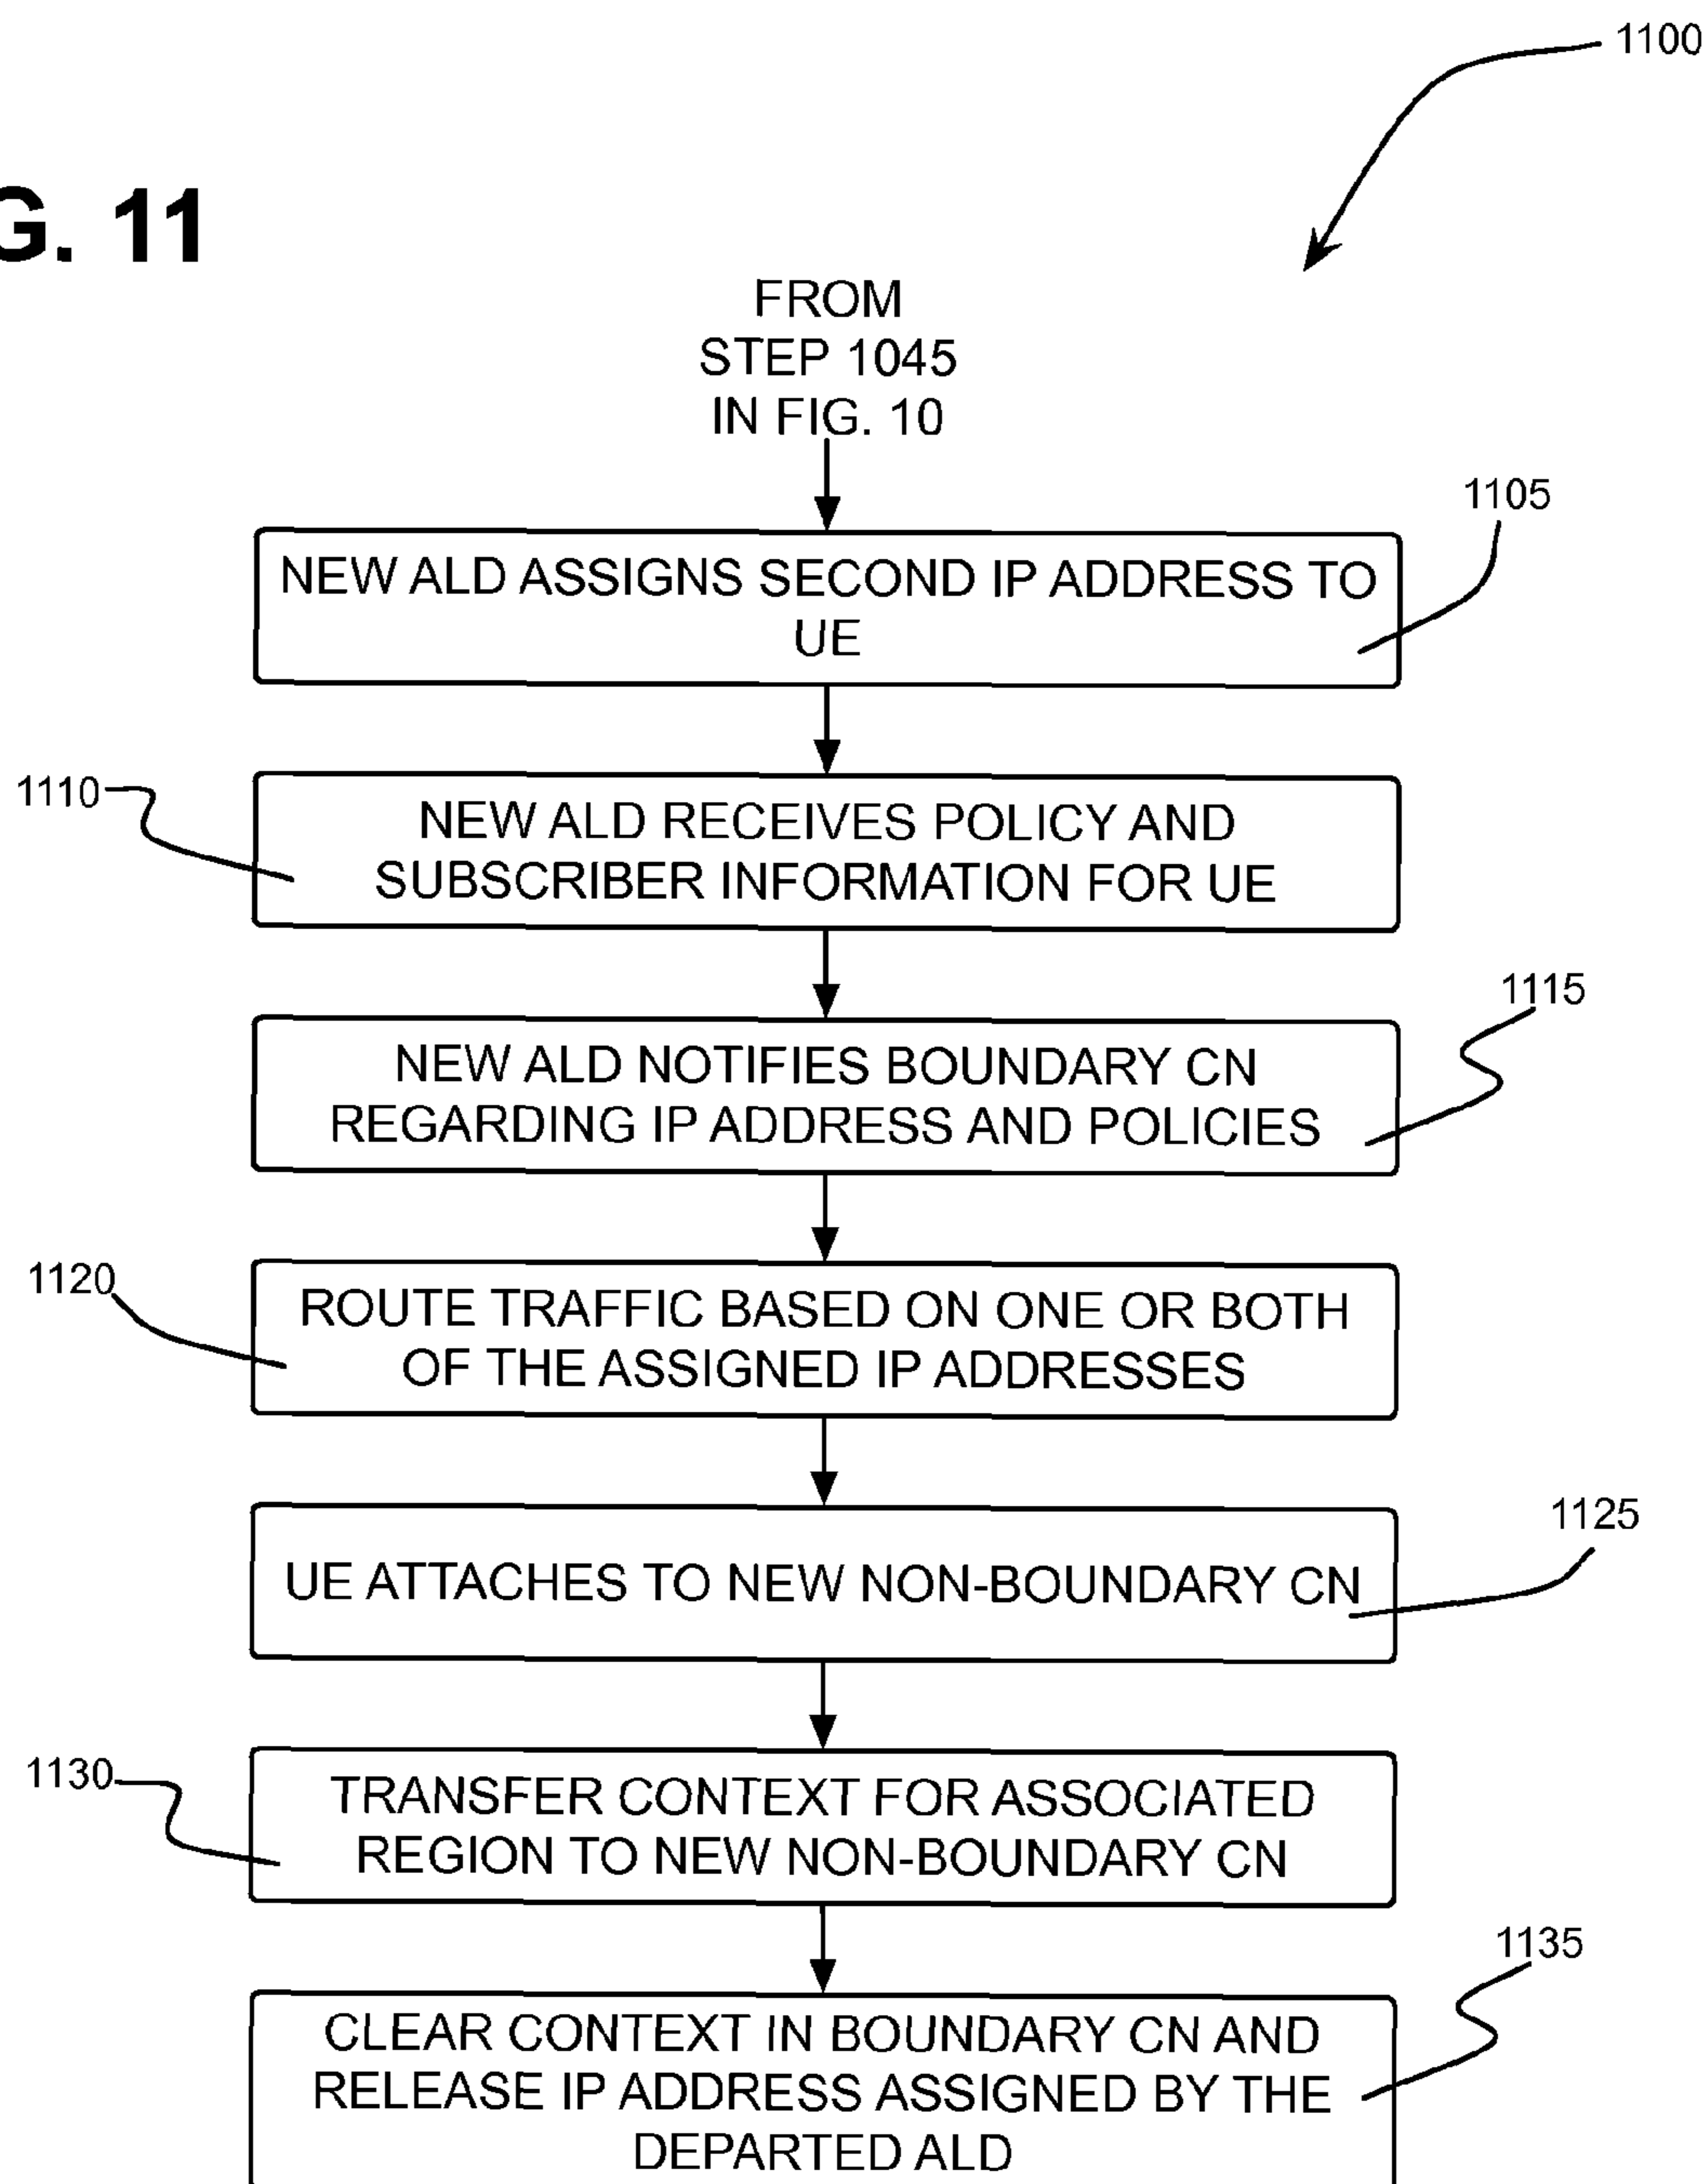 1100
G. 11
FROM
STEP 1045
IN FIG. 10
1105
NEW ALD ASSIGNS SECOND IP ADDRESS TO
UE
1110
NEW ALD RECEIVES POLICY AND
SUBSCRIBER INFORMATION FOR UE
1115
NEW ALD NOTIFIES BOUNDARY CN
REGARDING IP ADDRESS AND POLICIES
1120
ROUTE TRAFFIC BASED ON ONE OR BOTH
OF THE ASSIGNED IP ADDRESSES
1125
UE ATTACHES TO NEW NON-BOUNDARY CN
1130
TRANSFER CONTEXT FOR ASSOCIATED
REGION TO NEW NON-BOUNDARY CN
1135
CLEAR CONTEXT IN BOUNDARY CN AND
RELEASE IP ADDRESS ASSIGNED BY THE
DEPARTED ALD